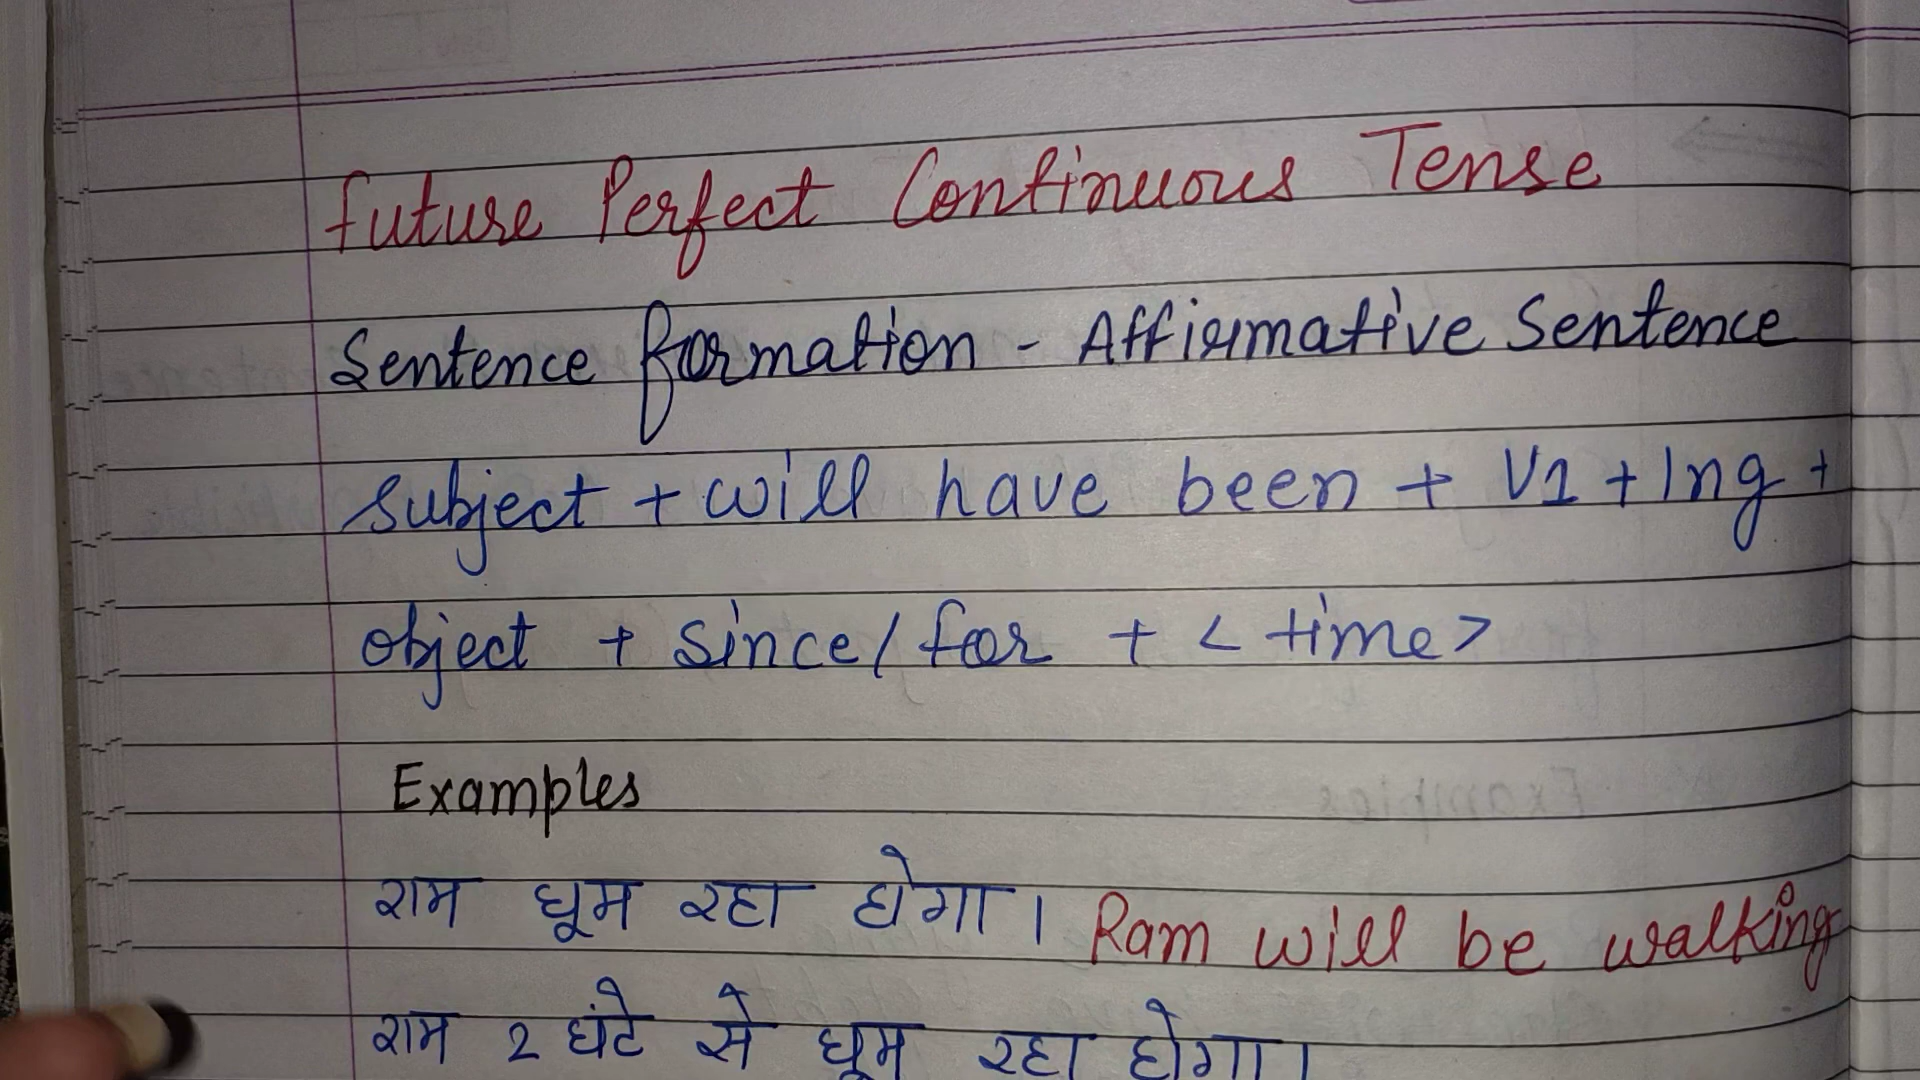 Future Perfect Continuous Tense
Sentence formation - Affirmative Sentence
Subject + will have been + V1 + Ing +
object + Since/for + < time >
Examples
राम घूम रहा होगा। Ram will be walking
राम 2 घंटे से घूम रहा होगा।